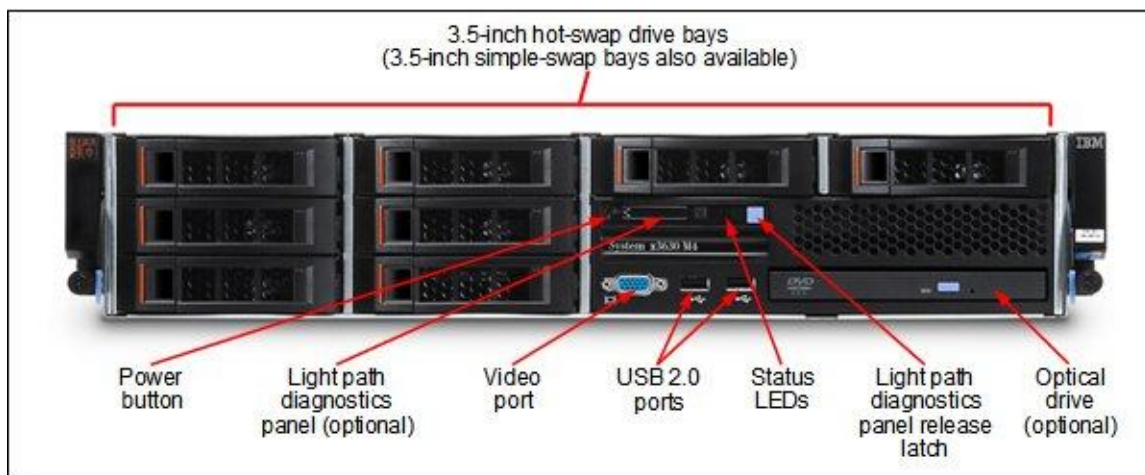 3.5-inch hot-swap drive bays
(3.5-inch simple-swap bays also available)
IBM
System x3630 M4
DVD
Power
button
Light path
diagnostics
panel (optional)
Video
port
USB 2.0
ports
Status
LEDs
Light path
diagnostics
panel release
latch
Optical
drive
(optional)